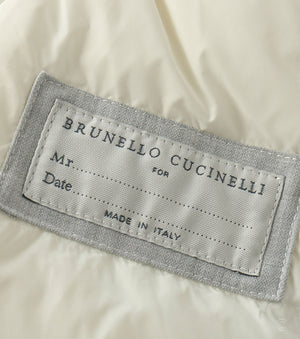 BRUNELLO CUCINELLI
FOR
Mr.
Date
MADE IN ITALY